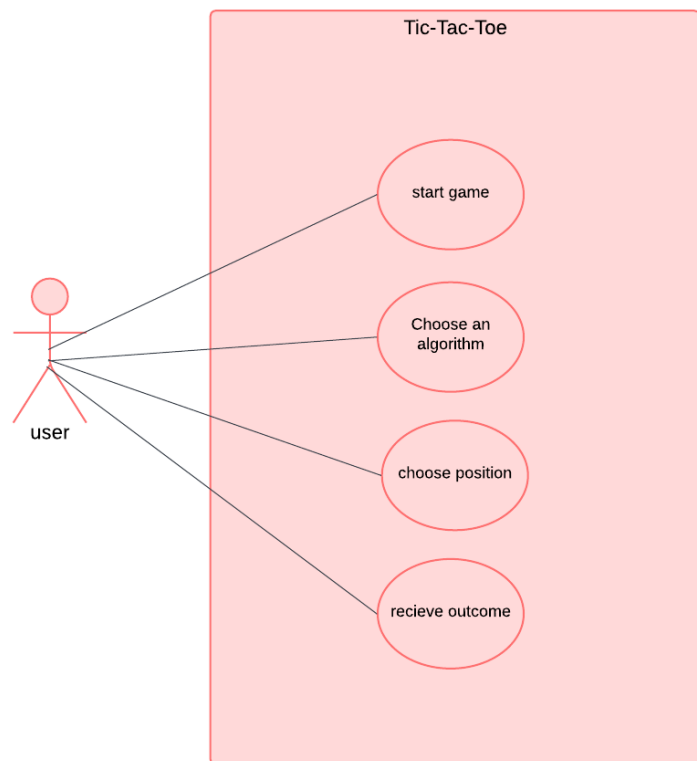 Tic-Tac-Toe
start game
Choose an
algorithm
user
choose position
recieve outcome